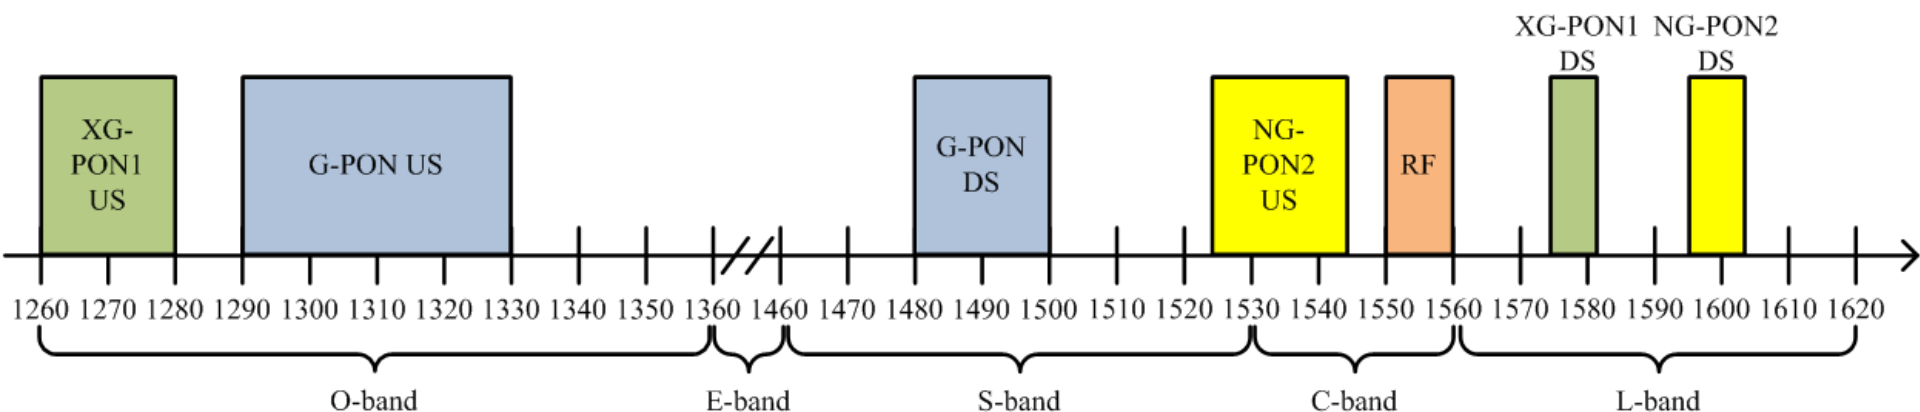 XG-PON1 NG-PON2
DS DS
XG-
PON1
US
G-PON US
G-PON
DS
NG-
PON2
US
RF
1260 1270 1280 1290 1300 1310 1320 1330 1340 1350 1360 1460 1470 1480 1490 1500 1510 1520 1530 1540 1550 1560 1570 1580 1590 1600 1610 1620
O-band E-band S-band C-band L-band